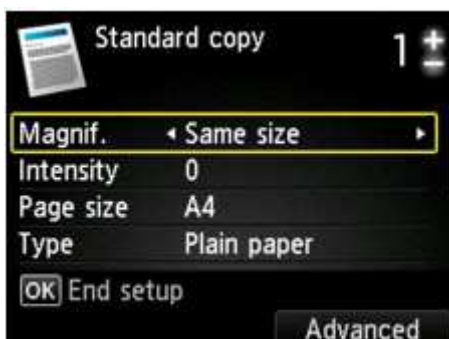 Standard copy 1 + -
Magnif. Same size
Intensity 0
Page size A4
Type Plain paper
OK End setup
Advanced